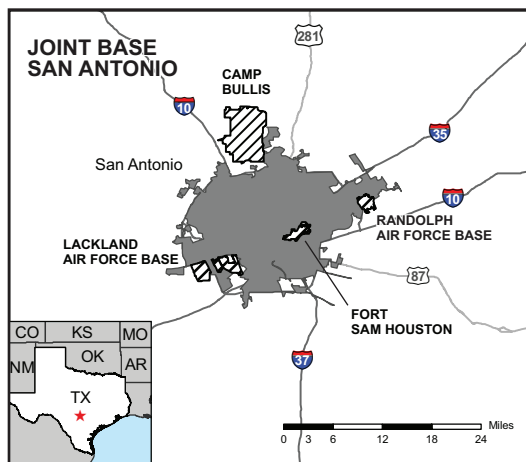 JOINT BASE
SAN ANTONIO
281
CAMP
BULLIS
10
35
San Antonio
10
RANDOLPH
AIR FORCE BASE
LACKLAND
AIR FORCE BASE
87
FORT
SAM HOUSTON
37
CO
KS
MO
OK
NM
AR
TX
Miles
0 3 6 12 18 24